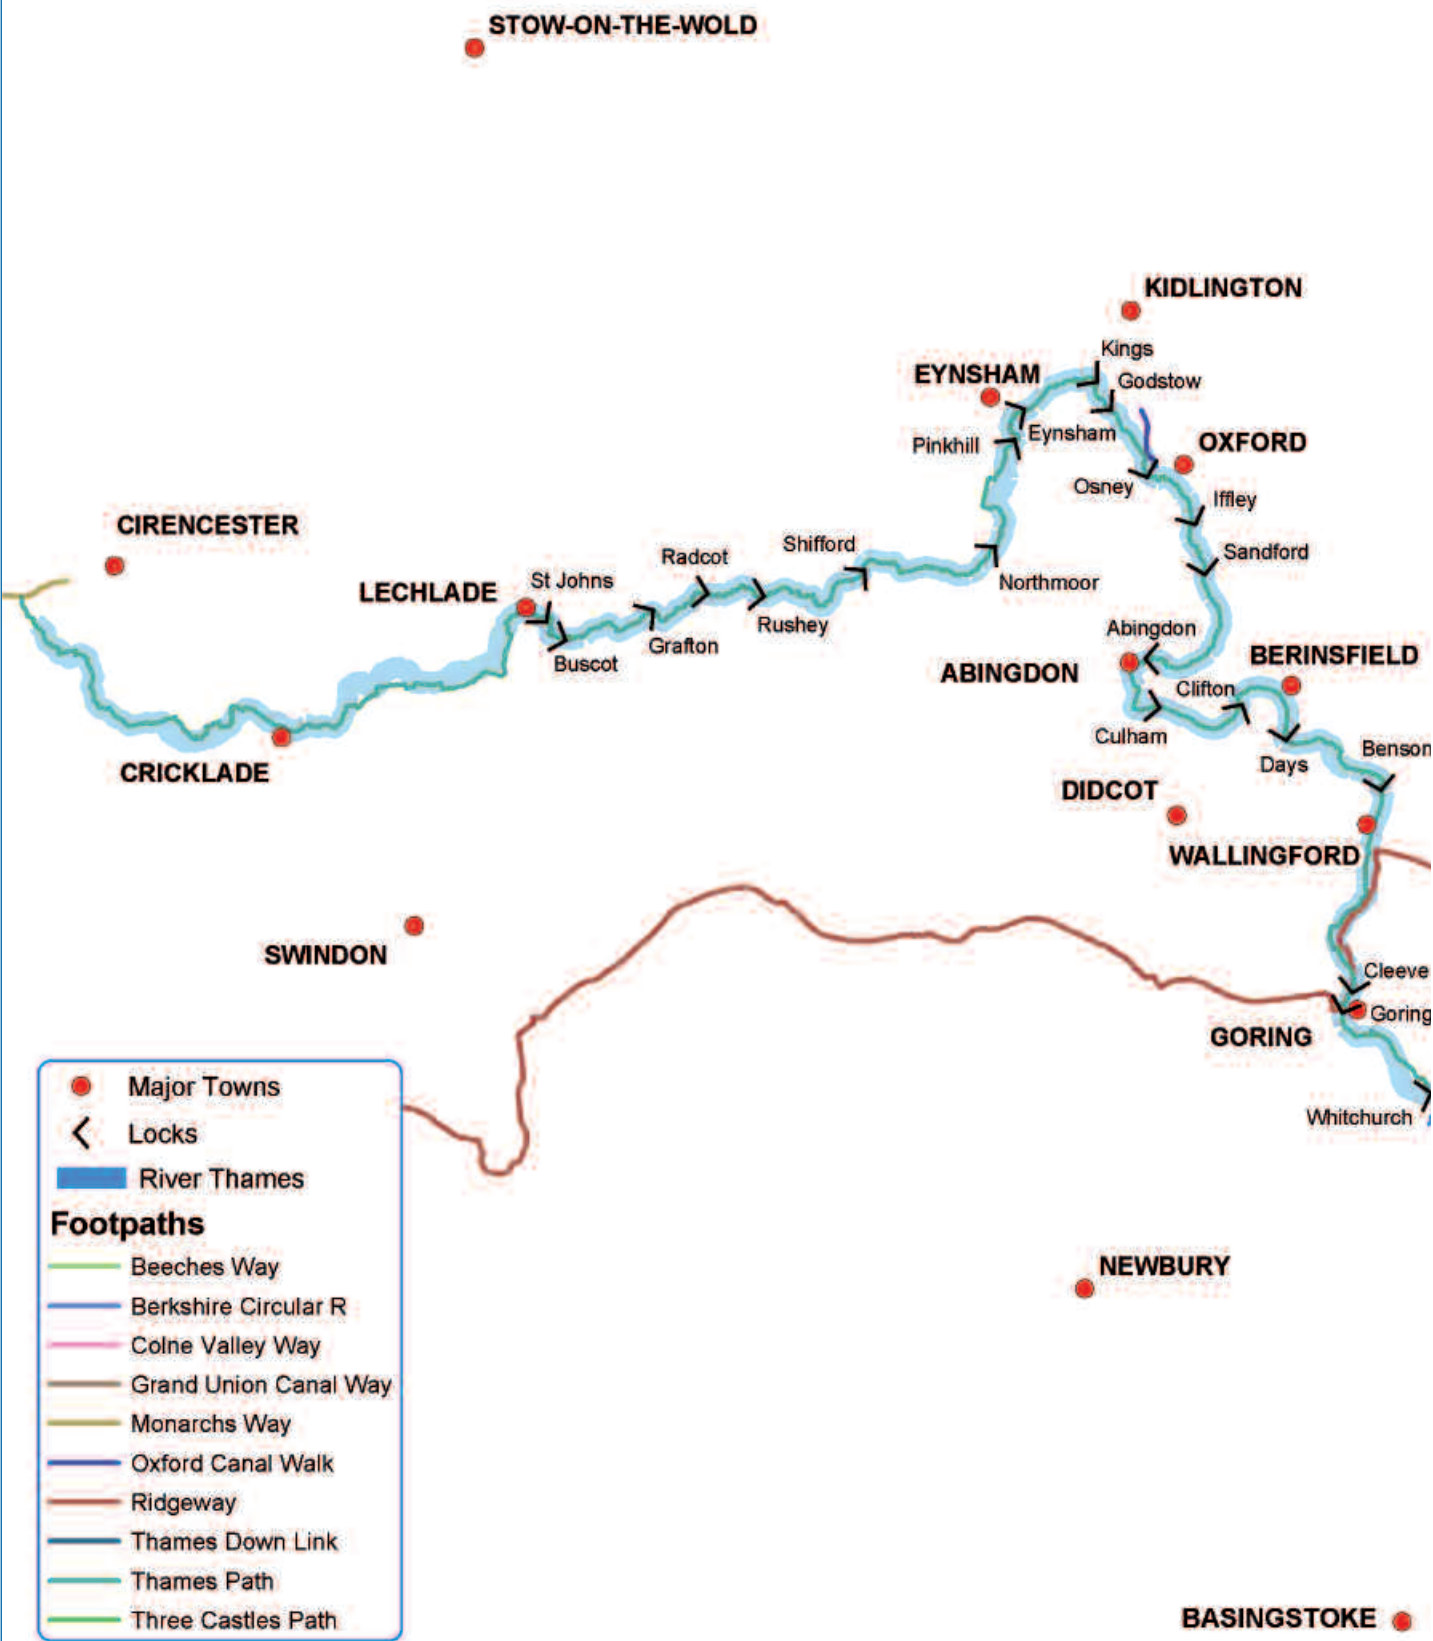 STOW-ON-THE-WOLD
KIDLINGTON
Kings
EYNSHAM
Godstow
Eynsham
Pinkhill
OXFORD
Osney
Iffley
CIRENCESTER
Shifford
Sandford
Radcot
St Johns
LECHLADE
Northmoor
Rushey
Abingdon
Grafton
Buscot
BERINSFIELD
ABINGDON
Clifton
Culham
Benson
Days
CRICKLADE
DIDCOT
WALLINGFORD
SWINDON
Cleeve
Goring
GORING
Whitchurch
Major Towns
Locks
River Thames
Footpaths
Beeches Way
Berkshire Circular R
Colne Valley Way
Grand Union Canal Way
Monarchs Way
Oxford Canal Walk
Ridgeway
Thames Down Link
Thames Path
Three Castles Path
NEWBURY
BASINGSTOKE